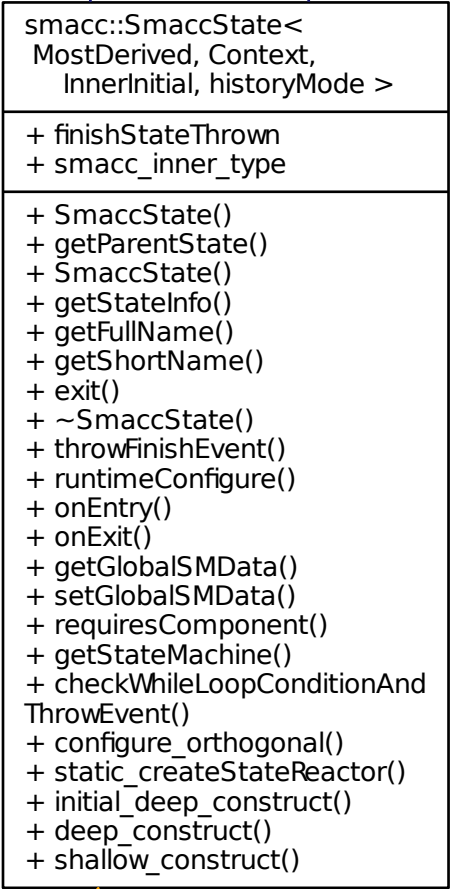 smacc::SmaccState<
MostDerived, Context,
InnerInitial, historyMode >
+ finishStateThrown
+ smacc_inner_type
+ SmaccState()
+ getParentState()
+ SmaccState()
+ getStateInfo()
+ getFullName()
+ getShortName()
+ exit()
+ ~SmaccState()
+ throwFinishEvent()
+ runtimeConfigure()
+ onEntry()
+ onExit()
+ getGlobalSMData()
+ setGlobalSMData()
+ requiresComponent()
+ getStateMachine()
+ checkWhileLoopConditionAnd
ThrowEvent()
+ configure_orthogonal()
+ static_createStateReactor()
+ initial_deep_construct()
+ deep_construct()
+ shallow_construct()